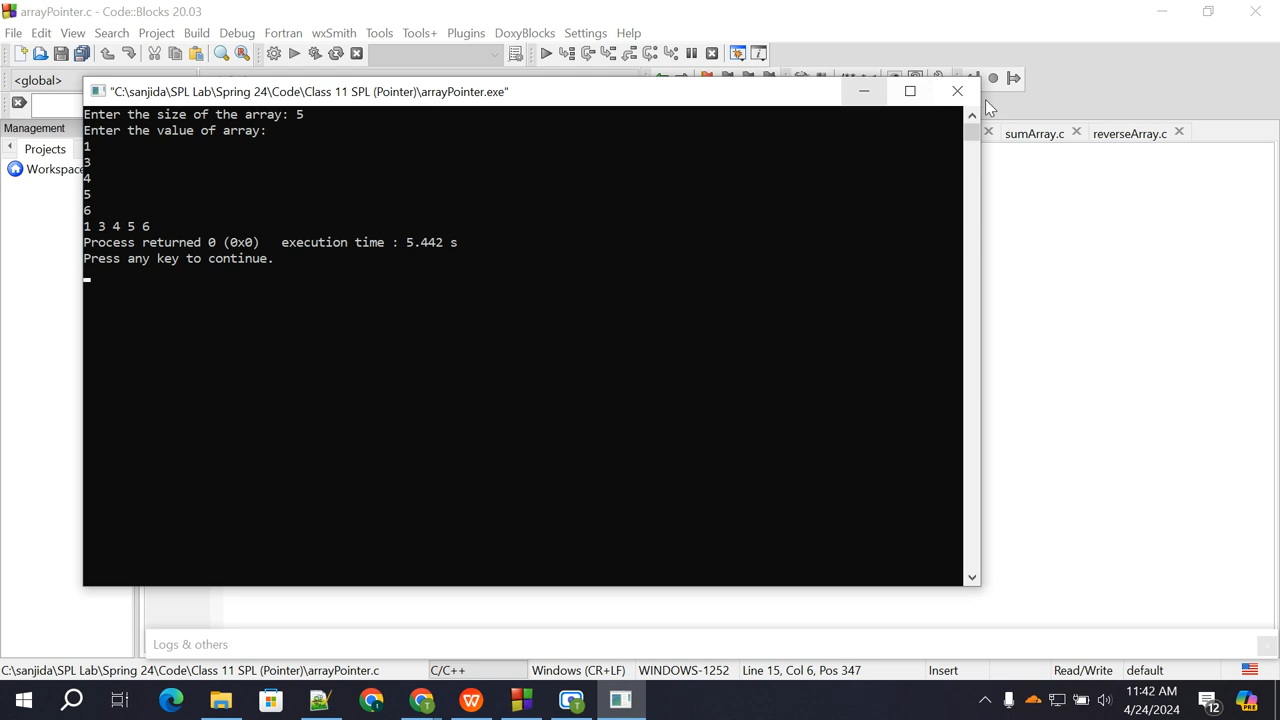 arrayPointer.c - Code::Blocks 20.03
File Edit View Search Project Build Debug Fortran wxSmith Tools Tools+ Plugins DoxyBlocks Settings Help
<global>
"C:\sanjida\SPL Lab\Spring 24\Code\Class 11 SPL (Pointer)\arrayPointer.exe"
Management
sumArray.c reverseArray.c
Projects
Workspace
Enter the size of the array: 5
Enter the value of array:
1
3
4
5
6
1 3 4 5 6
Process returned 0 (0x0)   execution time : 5.442 s
Press any key to continue.
Logs & others
C:\sanjida\SPL Lab\Spring 24\Code\Class 11 SPL (Pointer)\arrayPointer.c C/C++ Windows (CR+LF) WINDOWS-1252 Line 15, Col 6, Pos 347 Insert Read/Write default
11:42 AM
4/24/2024
12
PRE